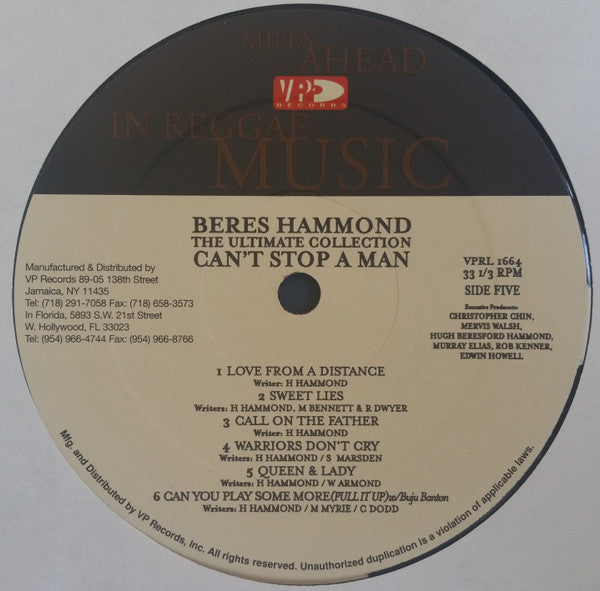 MILES
AHEAD
VP
RECORDS
IN REGGAE
MUSIC
BERES HAMMOND
THE ULTIMATE COLLECTION
CAN'T STOP A MAN
Manufactured & Distributed by
VP Records 89-05 138th Street
Jamaica, NY 11435
Tel: (718) 291-7058 Fax: (718) 658-3573
In Florida, 5893 S.W. 21st Street
W. Hollywood, FL 33023
Tel: (954) 966-4744 Fax: (954) 966-8766
VPRL 1664
33 1/3 RPM
SIDE FIVE
Executive Producers:
CHRISTOPHER CHIN,
MERVIS WALSH,
HUGH BERESFORD HAMMOND,
MURRAY ELIAS, ROB KENNER,
EDWIN HOWELL
1 LOVE FROM A DISTANCE
Writer: H HAMMOND
2 SWEET LIES
Writers: H HAMMOND, M BENNETT & R DWYER
3 CALL ON THE FATHER
Writer: H HAMMOND
4 WARRIORS DON'T CRY
Writers: H HAMMOND / S MARSDEN
5 QUEEN & LADY
Writers: H HAMMOND / W ARMOND
6 CAN YOU PLAY SOME MORE (PULL IT UP) w/Buju Banton
Writers: H HAMMOND / M MYRIE / C DODD
Mfg. and Distributed by VP Records, Inc. All rights reserved. Unauthorized duplication is a violation of applicable laws.